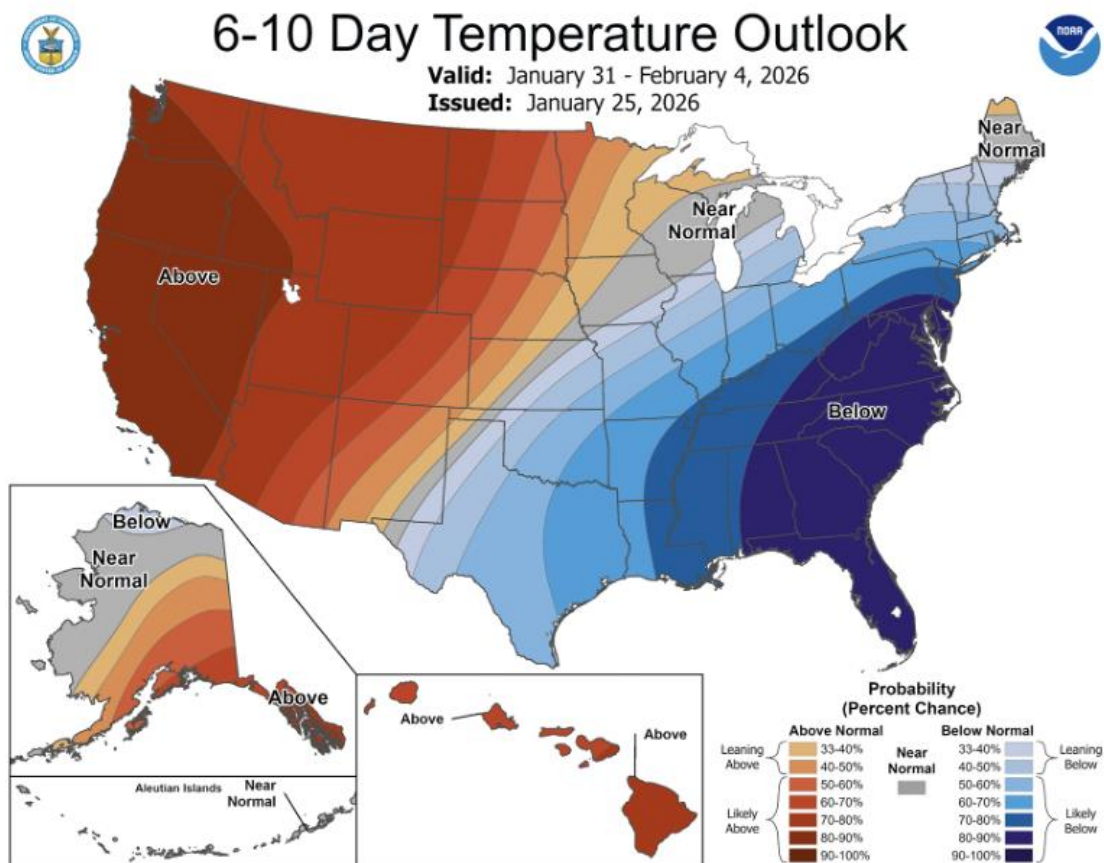 6-10 Day Temperature Outlook
Valid: January 31 - February 4, 2026
Issued: January 25, 2026
NOAA
Near
Normal
Near
Normal
Above
Below
Below
Near
Normal
Above
Aleutian Islands
Near
Normal
Above
Above
Probability
(Percent Chance)
Above Normal
Near
Normal
Below Normal
Leaning
Above
33-40%
40-50%
Likely
Above
50-60%
60-70%
70-80%
80-90%
90-100%
33-40%
40-50%
Leaning
Below
50-60%
60-70%
70-80%
80-90%
90-100%
Likely
Below